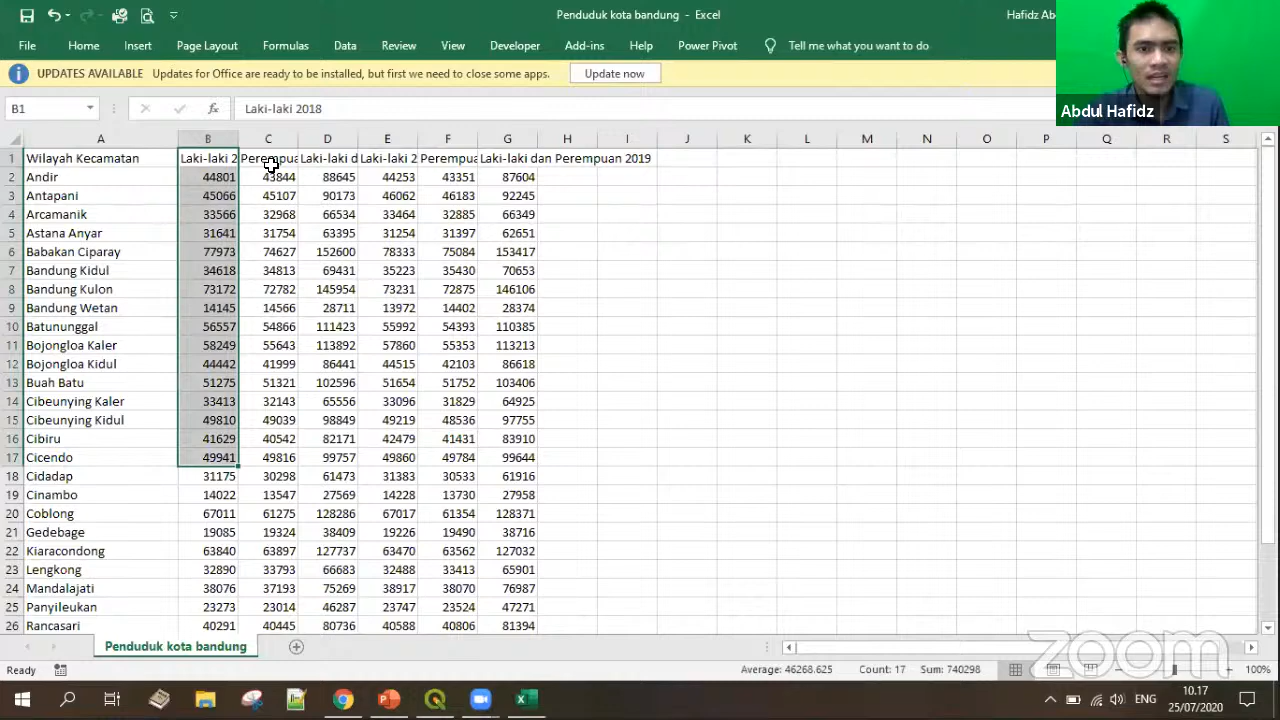 Penduduk kota bandung - Excel
Hafidz Ab
File Home Insert Page Layout Formulas Data Review View Developer Add-ins Help Power Pivot Tell me what you want to do
UPDATES AVAILABLE Updates for Office are ready to be installed, but first we need to close some apps. Update now
Abdul Hafidz
B1 fx Laki-laki 2018
A B C D E F G H I J K L M N O P Q R S
1 Wilayah Kecamatan Laki-laki 2 Perempua Laki-laki d Laki-laki 2 Perempua Laki-laki dan Perempuan 2019
2 Andir 44801 43844 88645 44253 43351 87604
3 Antapani 45066 45107 90173 46062 46183 92245
4 Arcamanik 33566 32968 66534 33464 32885 66349
5 Astana Anyar 31641 31754 63395 31254 31397 62651
6 Babakan Ciparay 77973 74627 152600 78333 75084 153417
7 Bandung Kidul 34618 34813 69431 35223 35430 70653
8 Bandung Kulon 73172 72782 145954 73231 72875 146106
9 Bandung Wetan 14145 14566 28711 13972 14402 28374
10 Batununggal 56557 54866 111423 55992 54393 110385
11 Bojongloa Kaler 58249 55643 113892 57860 55353 113213
12 Bojongloa Kidul 44442 41999 86441 44515 42103 86618
13 Buah Batu 51275 51321 102596 51654 51752 103406
14 Cibeunying Kaler 33413 32143 65556 33096 31829 64925
15 Cibeunying Kidul 49810 49039 98849 49219 48536 97755
16 Cibiru 41629 40542 82171 42479 41431 83910
17 Cicendo 49941 49816 99757 49860 49784 99644
18 Cidadap 31175 30298 61473 31383 30533 61916
19 Cinambo 14022 13547 27569 14228 13730 27958
20 Coblong 67011 61275 128286 67017 61354 128371
21 Gedebage 19085 19324 38409 19226 19490 38716
22 Kiaracondong 63840 63897 127737 63470 63562 127032
23 Lengkong 32890 33793 66683 32488 33413 65901
24 Mandalajati 38076 37193 75269 38917 38070 76987
25 Panyileukan 23273 23014 46287 23747 23524 47271
26 Rancasari 40291 40445 80736 40588 40806 81394
Penduduk kota bandung
zoom
Ready Average: 46268.625 Count: 17 Sum: 740298 100%
ENG 10.17
25/07/2020